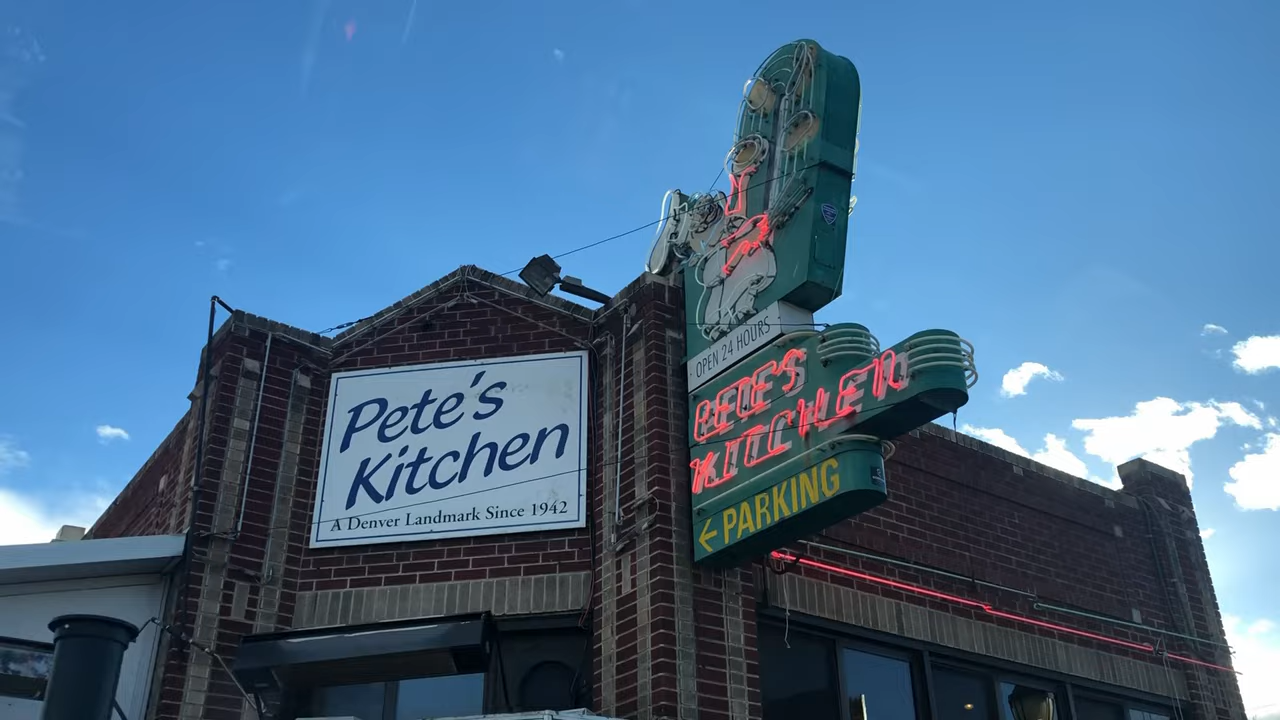 Pete's
Kitchen
A Denver Landmark Since 1942
OPEN 24 HOURS
PETE'S
KITCHEN
←PARKING